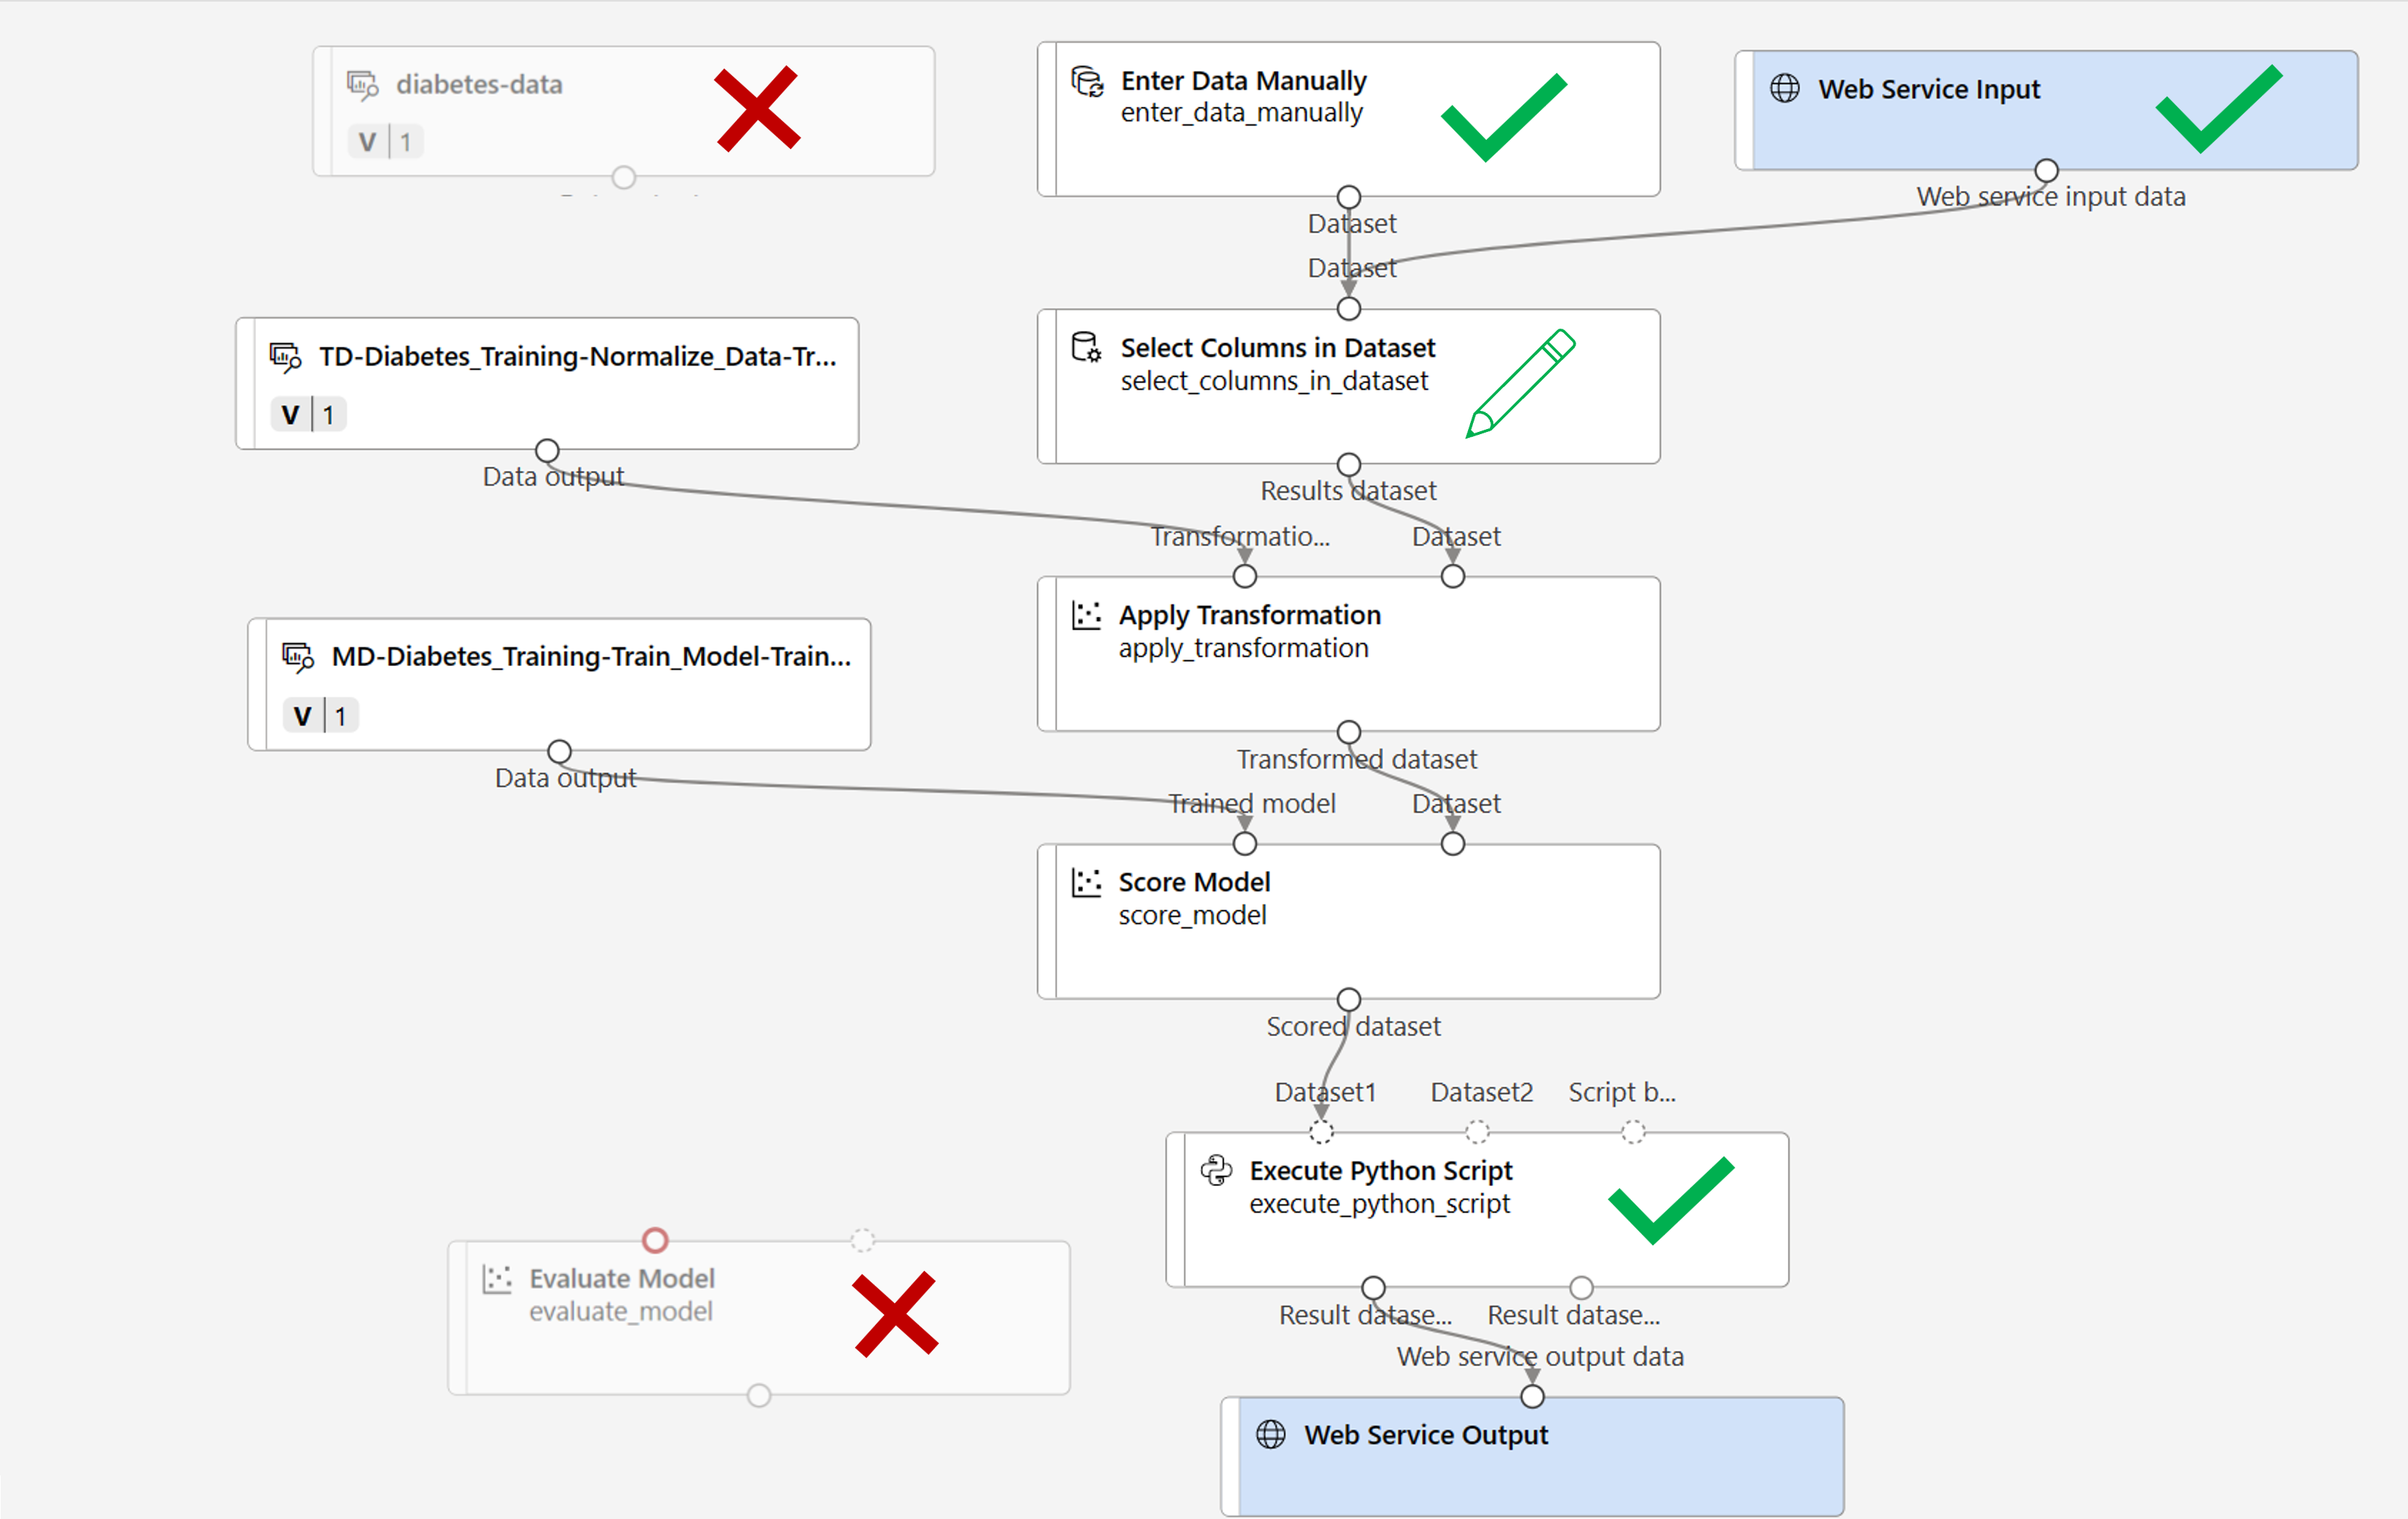 diabetes-data
V 1
Enter Data Manually
enter_data_manually
Web Service Input
Dataset
Web service input data
Dataset
TD-Diabetes_Training-Normalize_Data-Tr...
V 1
Data output
Select Columns in Dataset
select_columns_in_dataset
Results dataset
Transformatio...
Dataset
Apply Transformation
apply_transformation
MD-Diabetes_Training-Train_Model-Train...
V 1
Data output
Transformed dataset
Trained model
Dataset
Score Model
score_model
Scored dataset
Dataset1
Dataset2
Script b...
Execute Python Script
execute_python_script
Evaluate Model
evaluate_model
Result datase...
Result datase...
Web service output data
Web Service Output